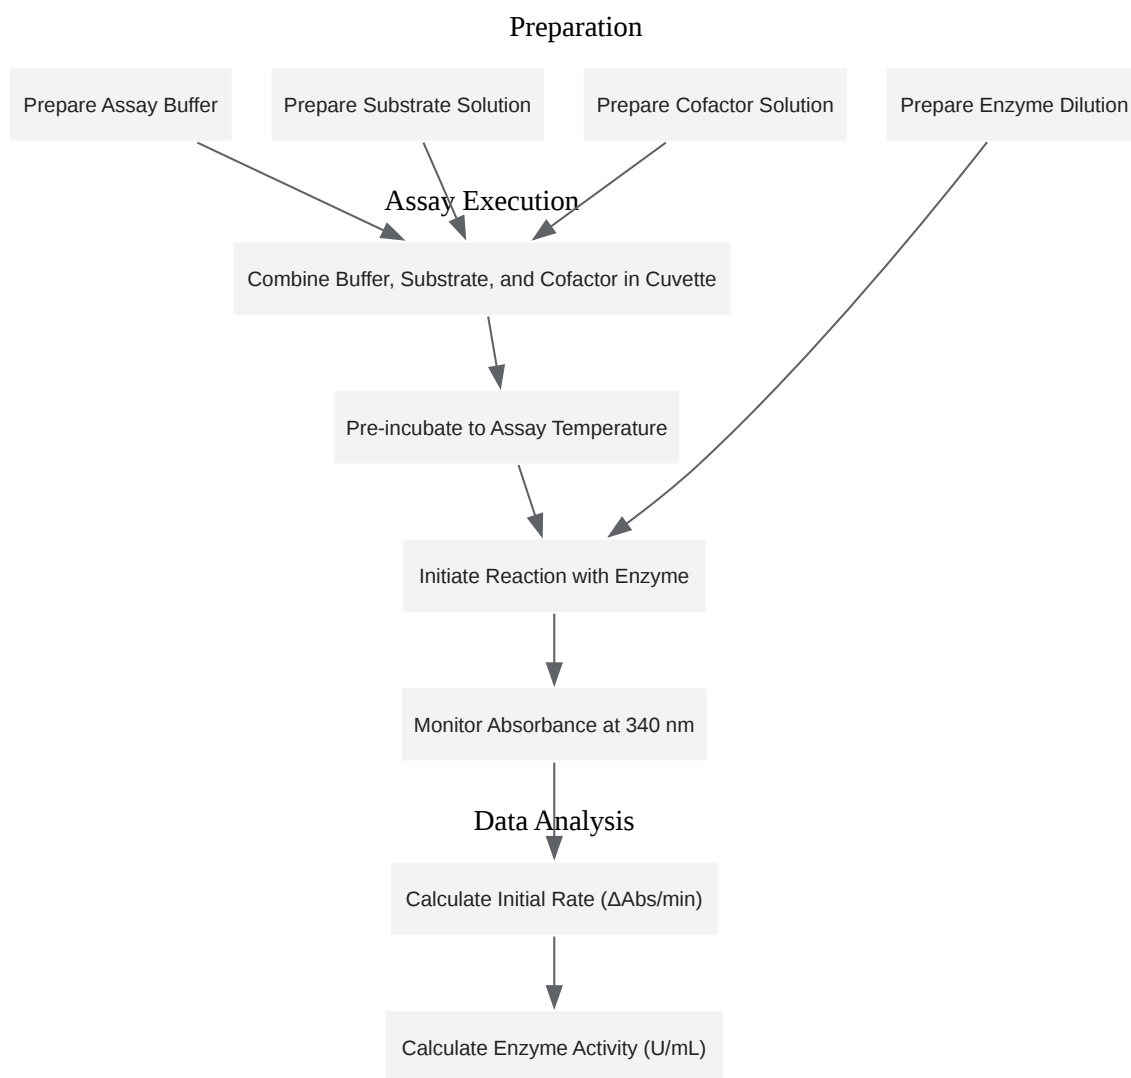 Preparation
Prepare Assay Buffer
Prepare Substrate Solution
Prepare Cofactor Solution
Prepare Enzyme Dilution
Assay Execution
Combine Buffer, Substrate, and Cofactor in Cuvette
Pre-incubate to Assay Temperature
Initiate Reaction with Enzyme
Monitor Absorbance at 340 nm
Data Analysis
Calculate Initial Rate (ΔAbs/min)
Calculate Enzyme Activity (U/mL)